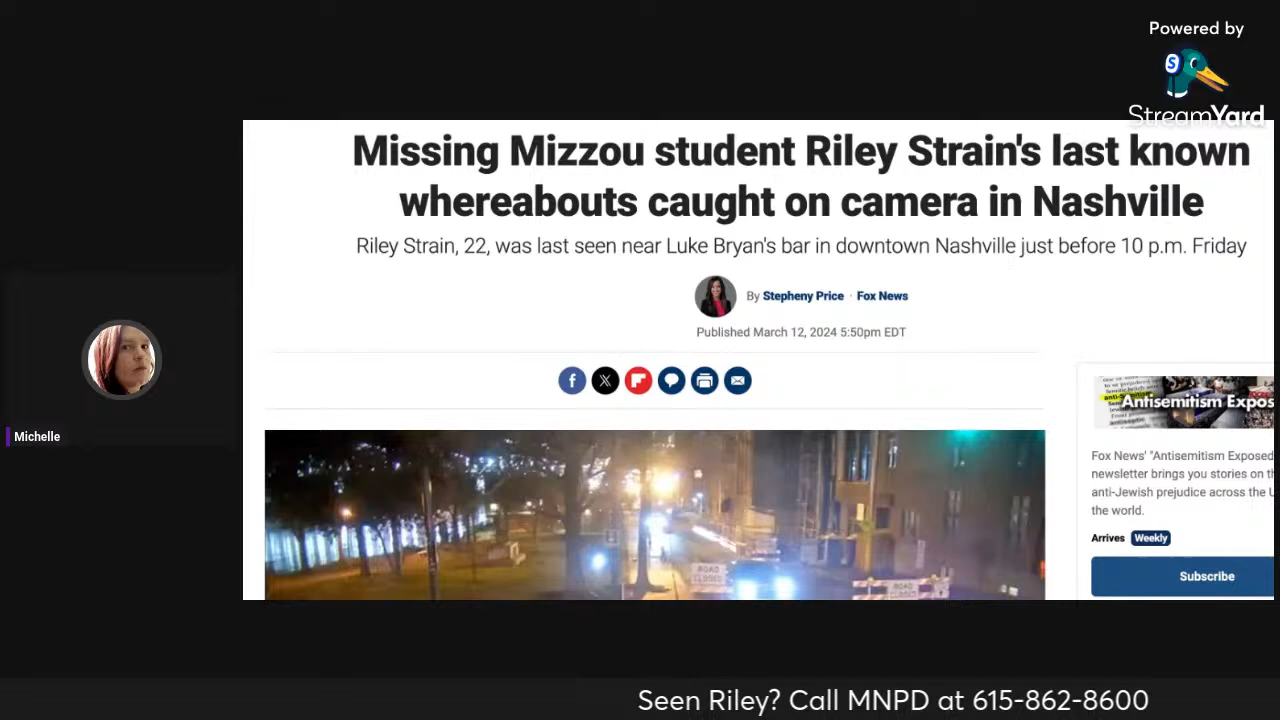 Powered by
StreamYard
Missing Mizzou student Riley Strain's last known
whereabouts caught on camera in Nashville
Riley Strain, 22, was last seen near Luke Bryan's bar in downtown Nashville just before 10 p.m. Friday
By Stepheny Price · Fox News
Published March 12, 2024 5:50pm EDT
Antisemitism Expos
Fox News' "Antisemitism Exposed
newsletter brings you stories on th
anti-Jewish prejudice across the U
the world.
Arrives Weekly
Subscribe
ROAD
CLOSED
ROAD
CLOSED
Michelle
Seen Riley? Call MNPD at 615-862-8600